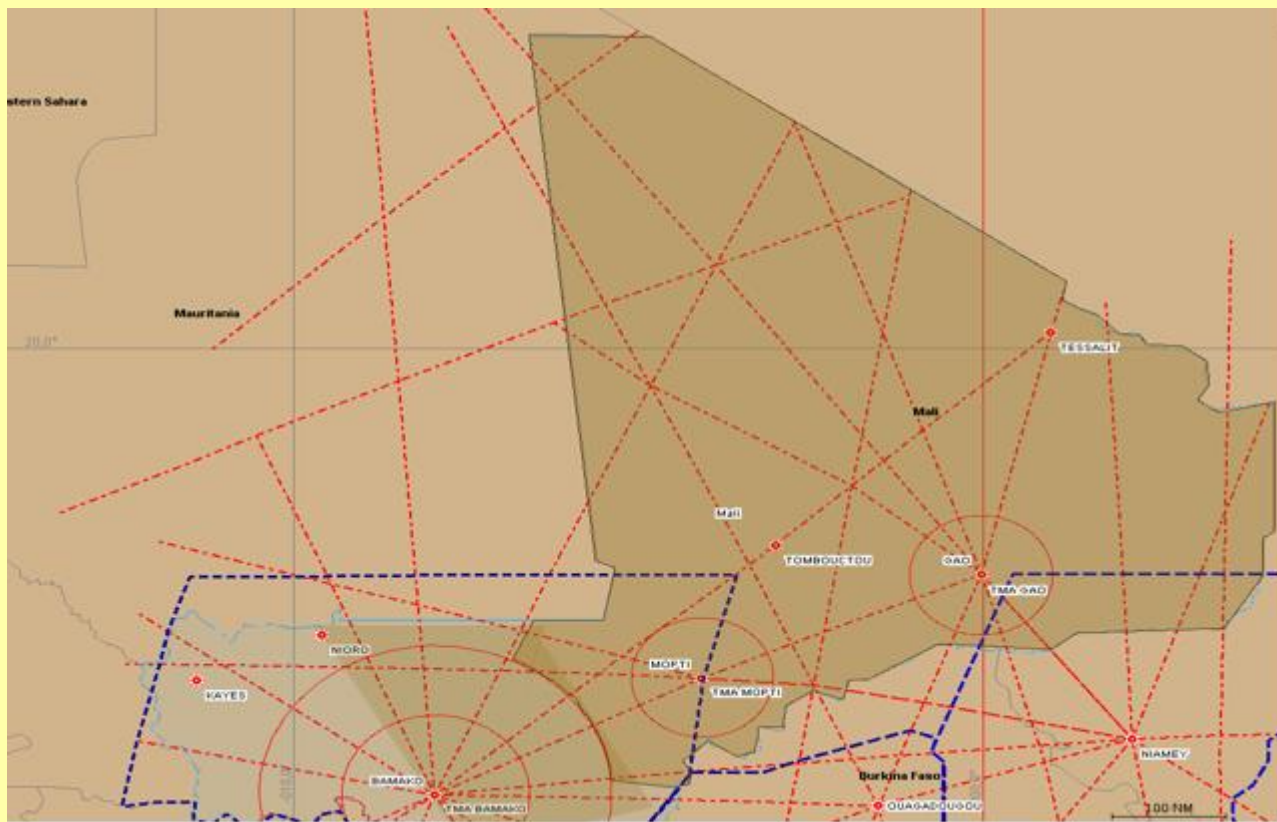 stern Sahara
Mauritania
20.0°
TESSALIT
Mali
Mali
TOMBOUCTOU
GAO
TMA GAO
NIORO
MOPTI
TMA MOPTI
KAYES
NIAMEY
BAMAKO
TMA BAMAKO
Burkina Faso
OUAGADOUGOU
100 NM